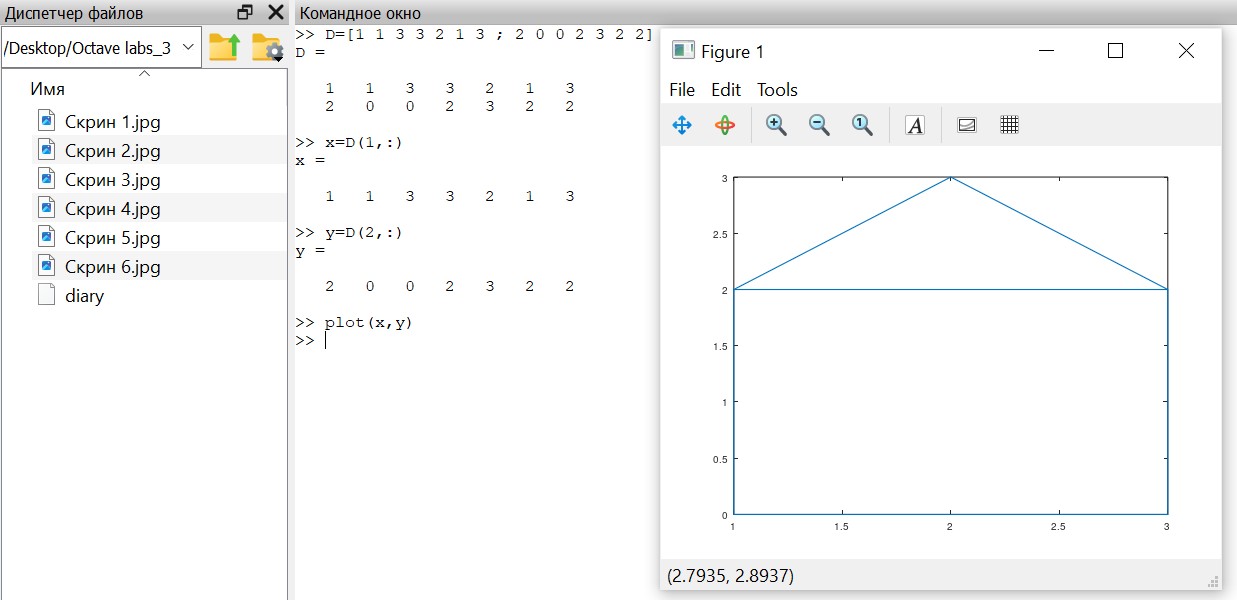 Диспетчер файлов
/Desktop/Octave labs_3
Имя
Скрин 1.jpg
Скрин 2.jpg
Скрин 3.jpg
Скрин 4.jpg
Скрин 5.jpg
Скрин 6.jpg
diary
Командное окно
>> D=[1 1 3 3 2 1 3 ; 2 0 0 2 3 2 2]
D =
1 1 3 3 2 1 3
2 0 0 2 3 2 2
>> x=D(1,:)
x =
1 1 3 3 2 1 3
>> y=D(2,:)
y =
2 0 0 2 3 2 2
>> plot(x,y)
>>
Figure 1
File Edit Tools
1 A
3
2.5
2
1.5
1
0.5
0
1 1.5 2 2.5 3
(2.7935, 2.8937)